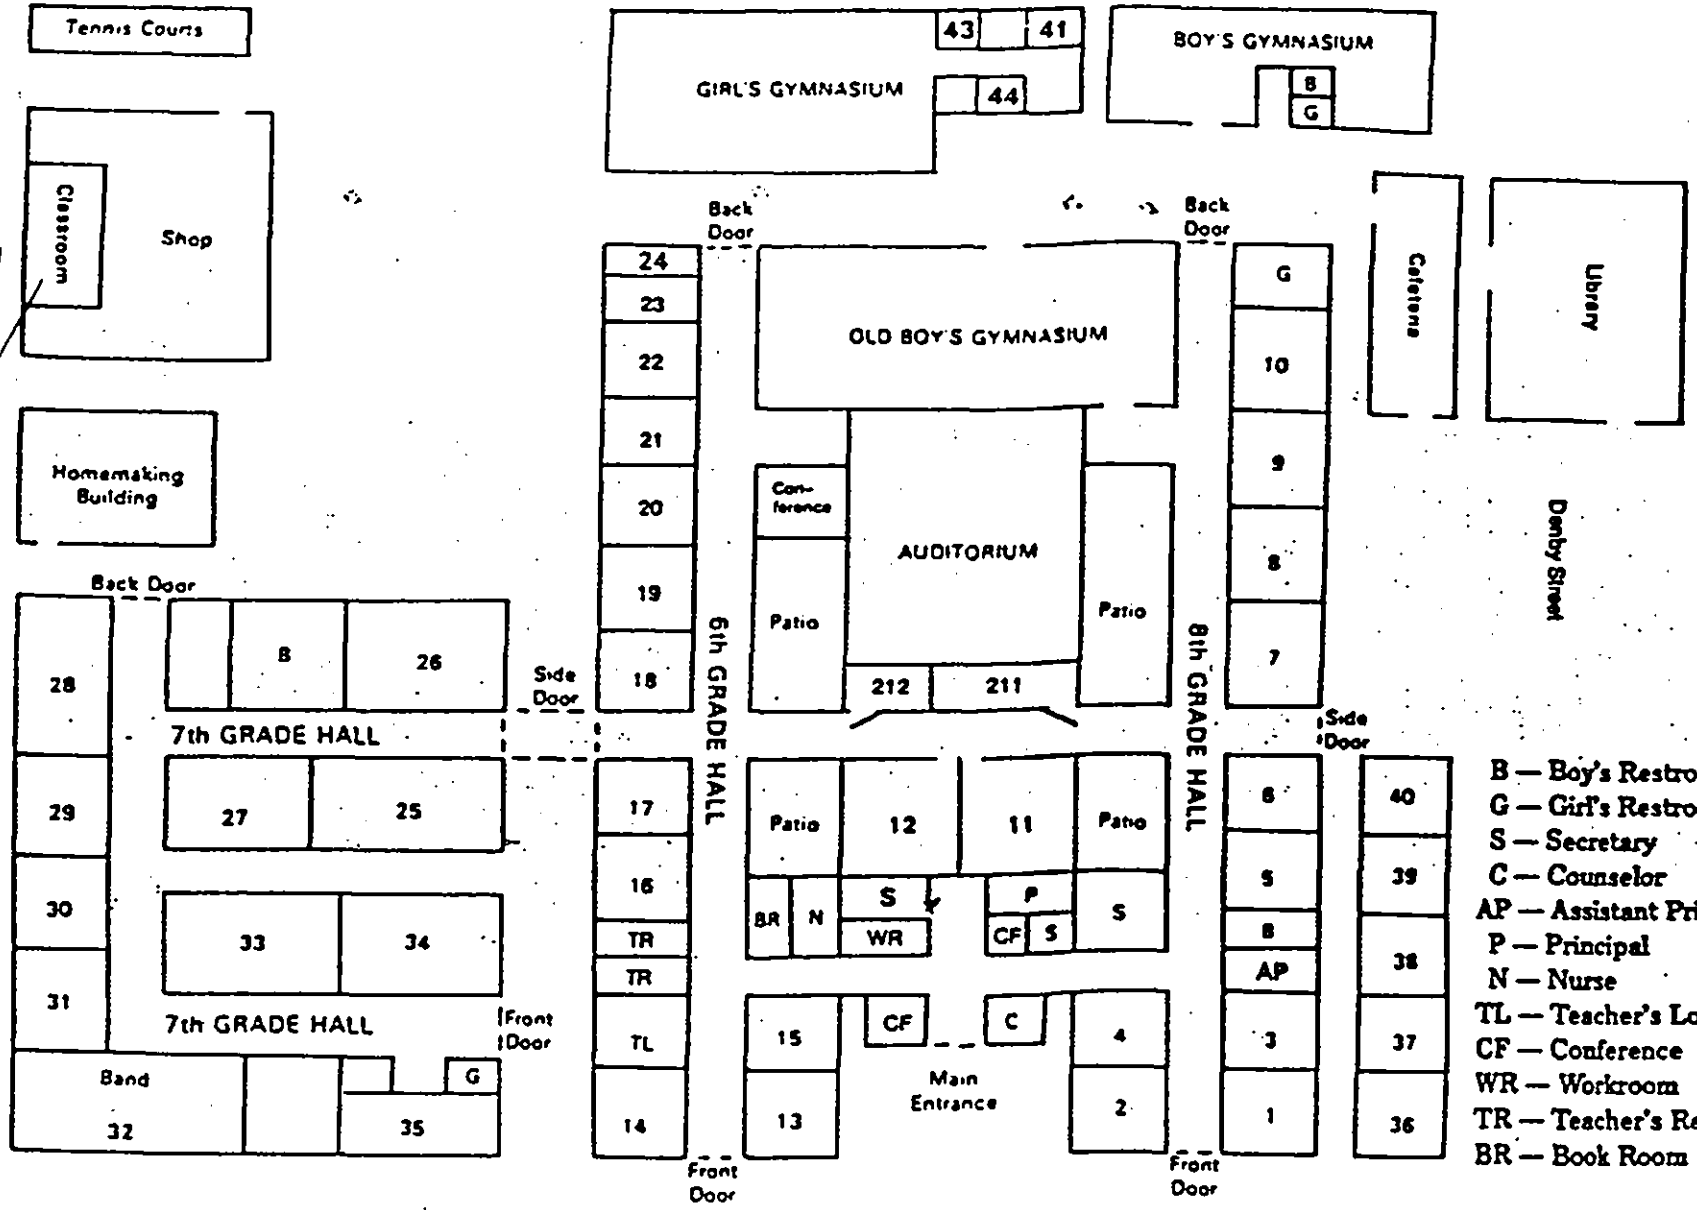 Tennis Courts
43
41
GIRL'S GYMNASIUM
44
BOY'S GYMNASIUM
B
G
Classroom
Shop
Back
Door
Back
Door
24
23
22
21
20
19
18
OLD BOY'S GYMNASIUM
G
10
9
8
7
Cafeteria
Library
Homemaking
Building
Con-
ference
AUDITORIUM
Patio
Patio
212
211
6th GRADE HALL
8th GRADE HALL
Denby Street
Back Door
28
B
26
Side
Door
7th GRADE HALL
Side
Door
29
27
25
17
Patio
12
11
Patio
6
40
30
33
34
16
BR
N
S
WR
P
CF
S
S
5
39
TR
TR
B
AP
38
31
7th GRADE HALL
Front
Door
TL
15
CF
C
4
3
37
Band
32
G
35
14
13
Main
Entrance
2
1
36
Front
Door
Front
Door
B — Boy's Restro
G — Girl's Restro
S — Secretary
C — Counselor
AP — Assistant Pri
P — Principal
N — Nurse
TL — Teacher's Lo
CF — Conference
WR — Workroom
TR — Teacher's Re
BR — Book Room